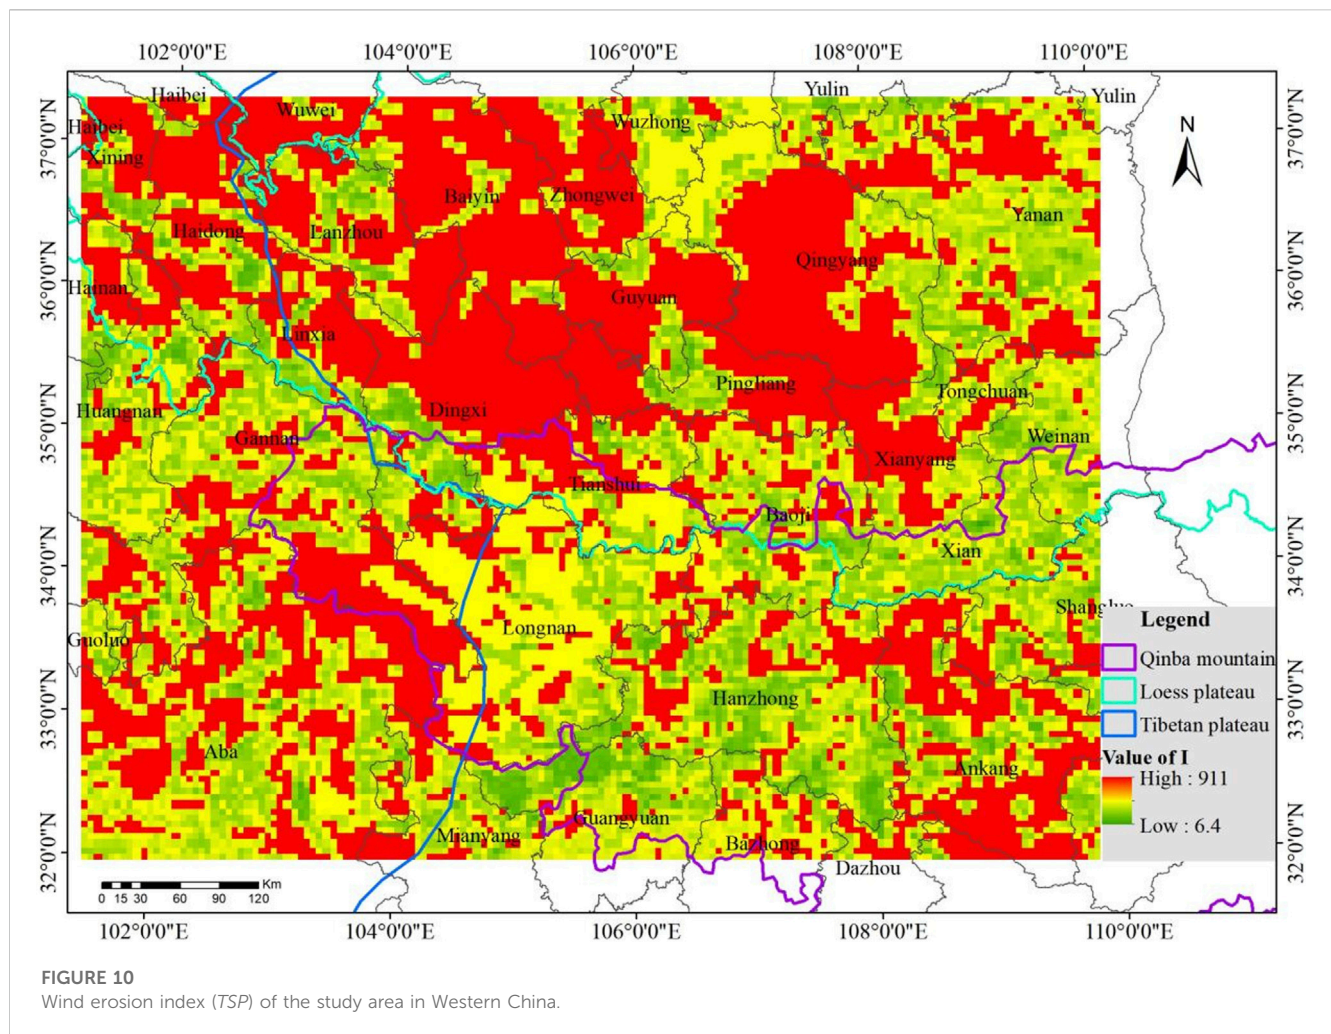 102°0'0"E 104°0'0"E 106°0'0"E 108°0'0"E 110°0'0"E
37°0'0"N
36°0'0"N
35°0'0"N
34°0'0"N
33°0'0"N
32°0'0"N
Haibei
Wuwei
Yulin
Yulin
Haibei
Wuzhong
Xining
Baiyin
Zhongwei
Yanan
Haidong
Lanzhou
Qingyang
Hainan
Guyuan
Linxia
Pingliang
Tongchuan
Huangnan
Dingxi
Gannan
Weinan
Xianyang
Tianshui
Baoji
Xian
Shangluo
Longnan
Guoluo
Hanzhong
Aba
Ankang
Guangyuan
Mianyang
Bazhong
Dazhou
N
37°0'0"N
36°0'0"N
35°0'0"N
34°0'0"N
33°0'0"N
32°0'0"N
Legend
Qinba mountain
Loess plateau
Tibetan plateau
Value of I
High : 911
Low : 6.4
Km
0 15 30 60 90 120
102°0'0"E 104°0'0"E 106°0'0"E 108°0'0"E 110°0'0"E
FIGURE 10
Wind erosion index (TSP) of the study area in Western China.